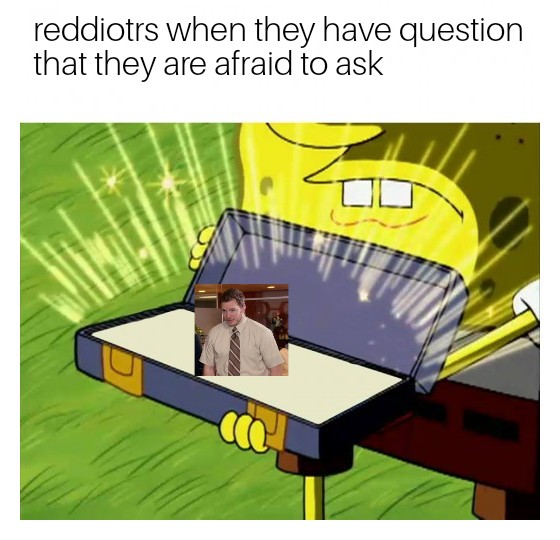 reddiotrs when they have question
that they are afraid to ask